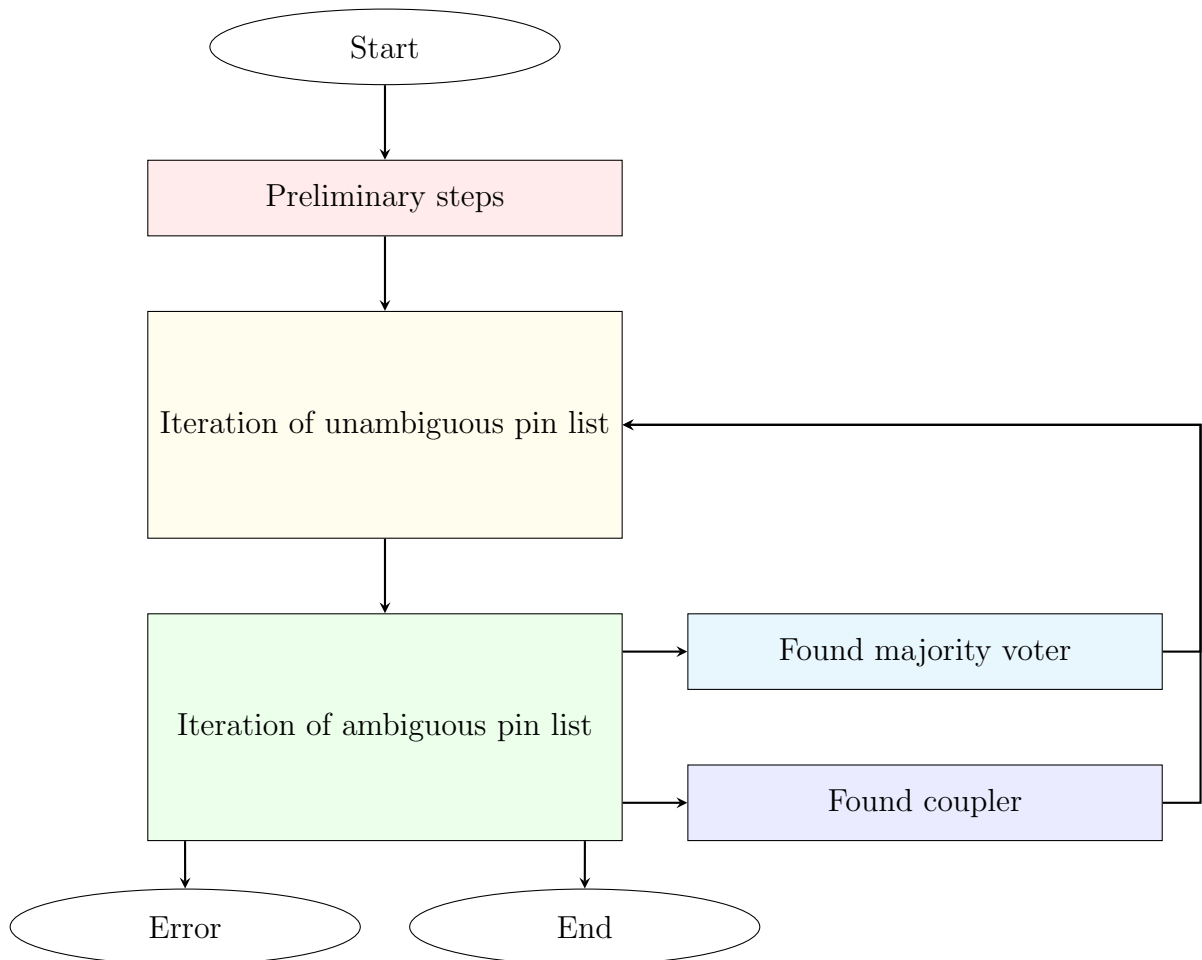 Start
Preliminary steps
Iteration of unambiguous pin list
Iteration of ambiguous pin list
Found majority voter
Found coupler
Error
End